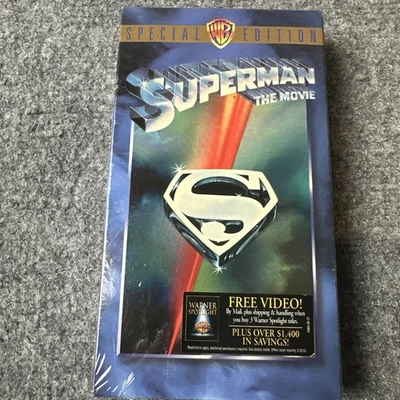 SPECIAL WB EDITION
SUPERMAN
THE MOVIE
S
WARNER
SPOTLIGHT
FREE VIDEO!
By Mail, plus shipping & handling when
you buy 3 Warner Spotlight titles.
PLUS OVER $1,400
IN SAVINGS!